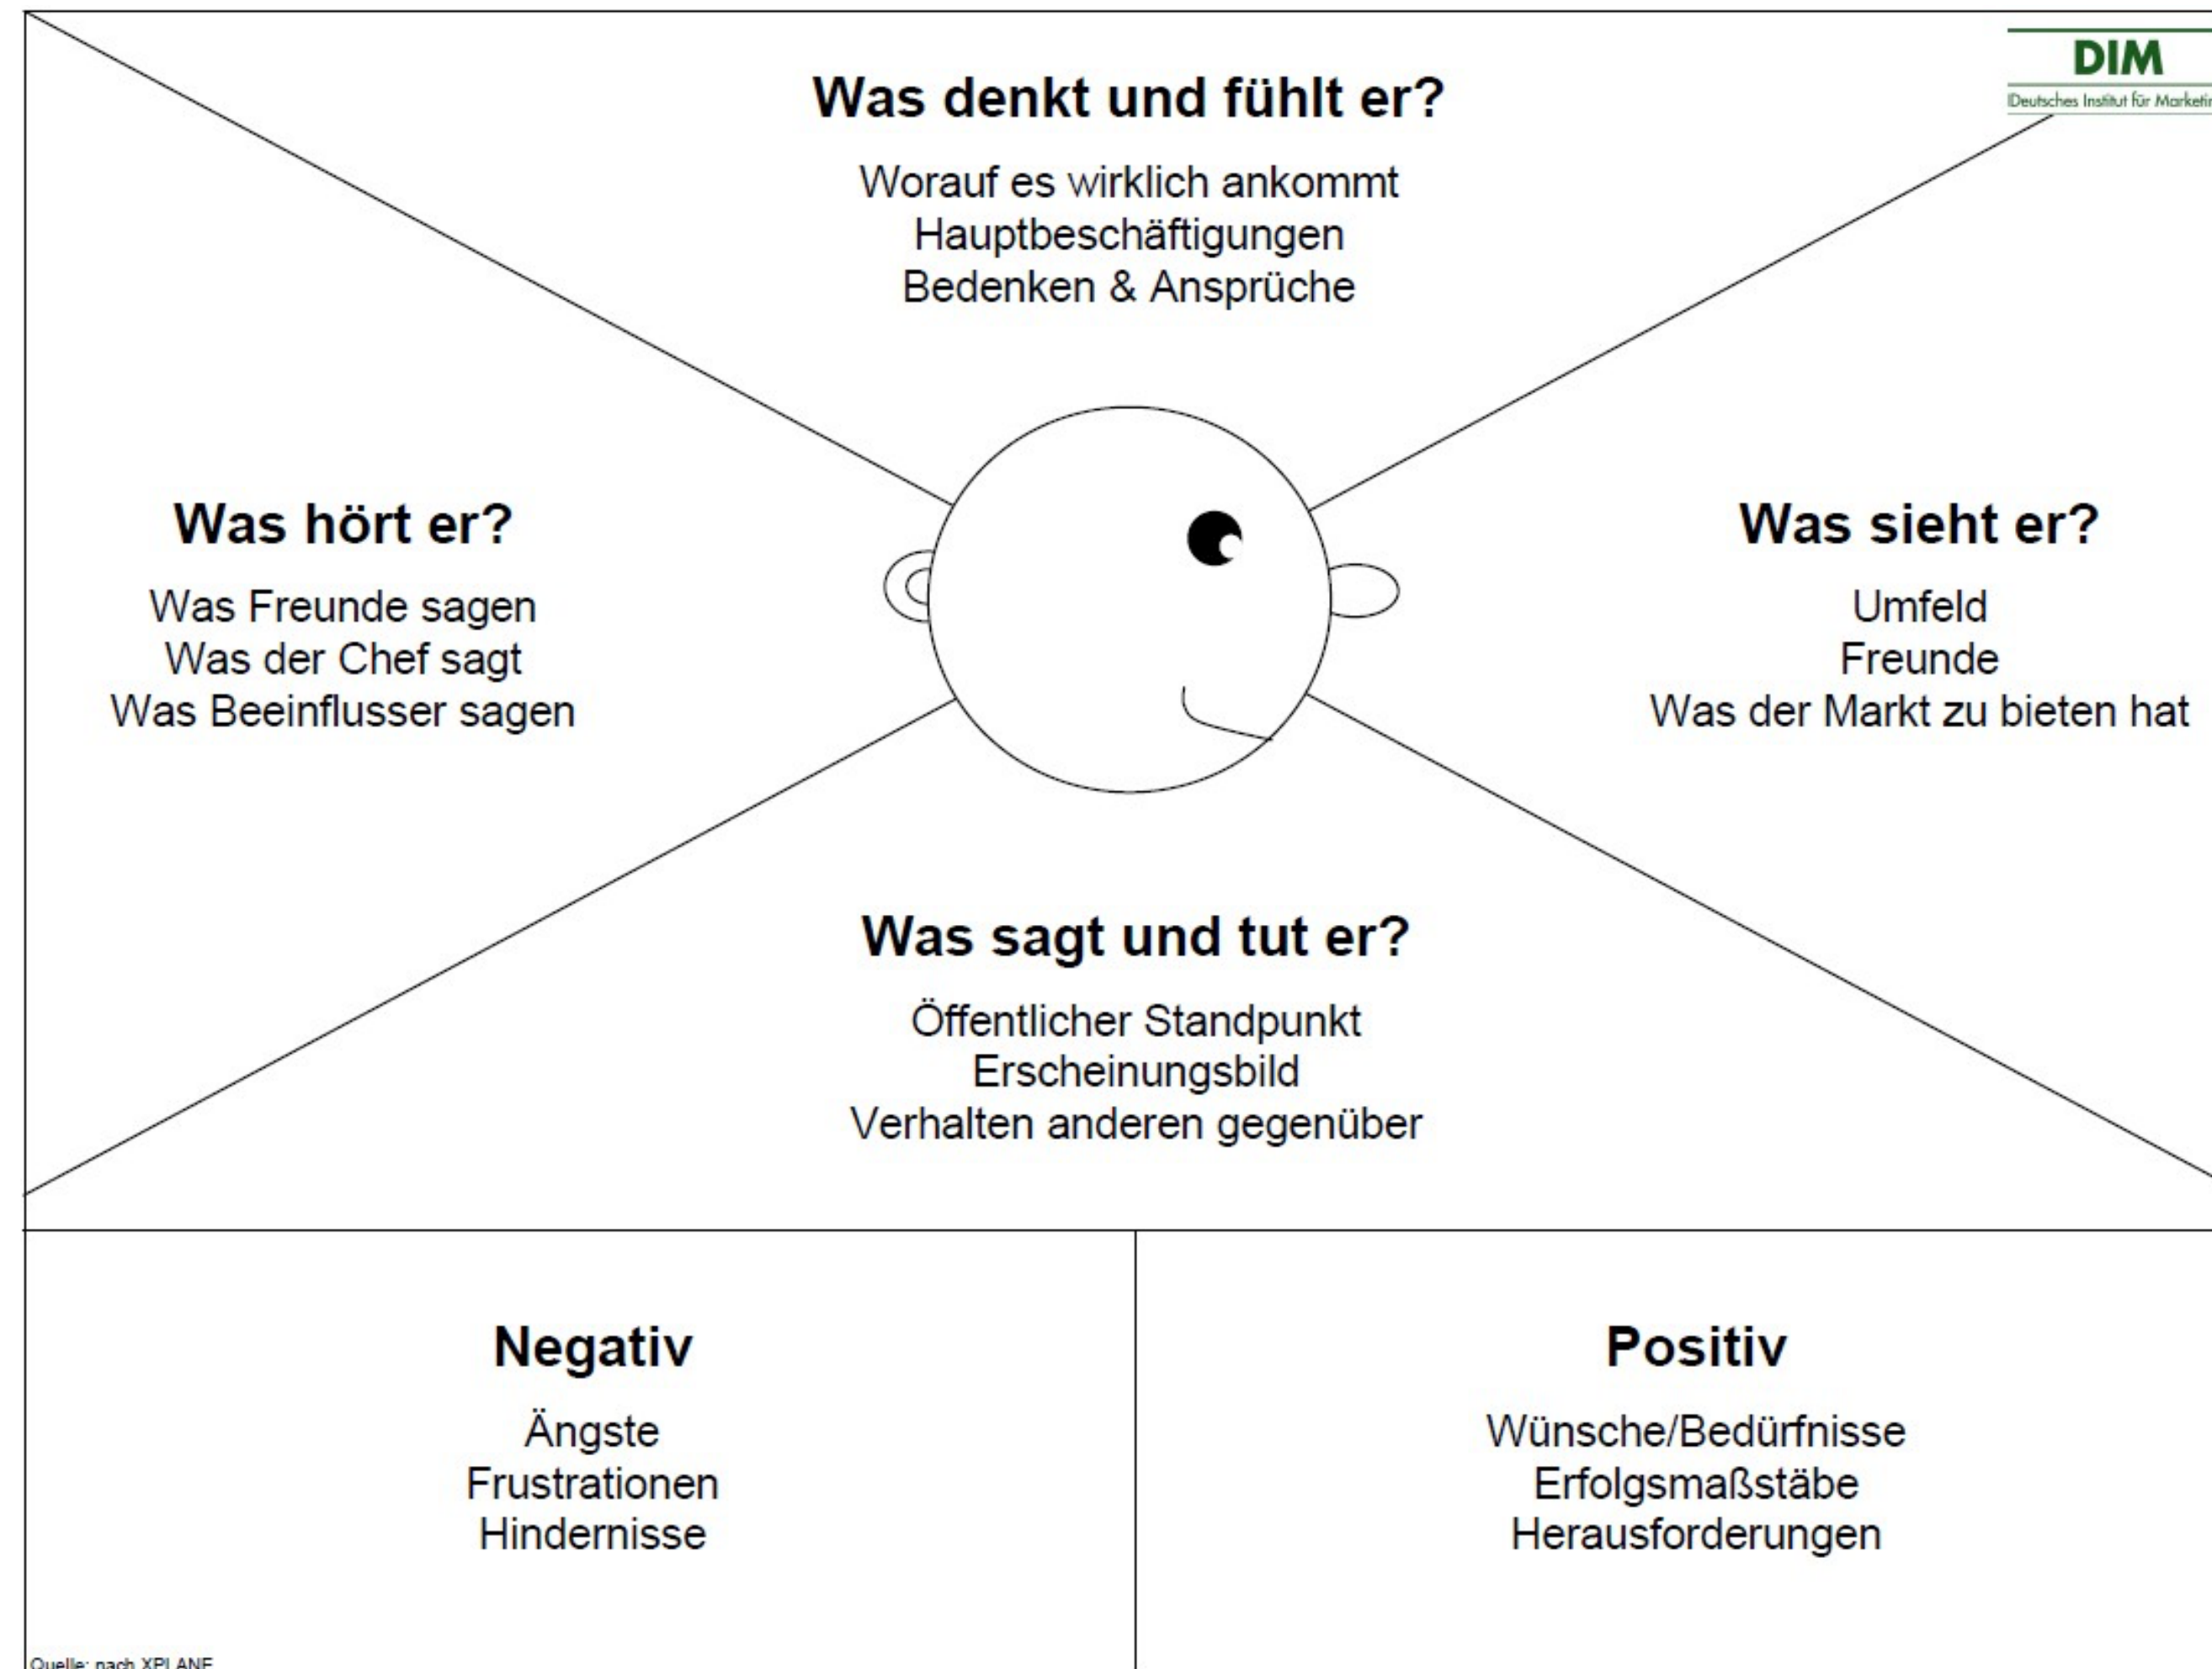 DIM
Deutsches Institut für
Was denkt und fühlt er?
Worauf es wirklich ankommt
Hauptbeschäftigungen
Bedenken & Ansprüche
Was hört er?
Was Freunde sagen
Was der Chef sagt
Was Beeinflusser sagen
Was sieht er?
Umfeld
Freunde
Was der Markt zu bieten hat
Was sagt und tut er?
Öffentlicher Standpunkt
Erscheinungsbild
Verhalten anderen gegenüber
Negativ
Ängste
Frustrationen
Hindernisse
Positiv
Wünsche/Bedürfnisse
Erfolgsmaßstäbe
Herausforderungen
Quelle: nach XPLANE